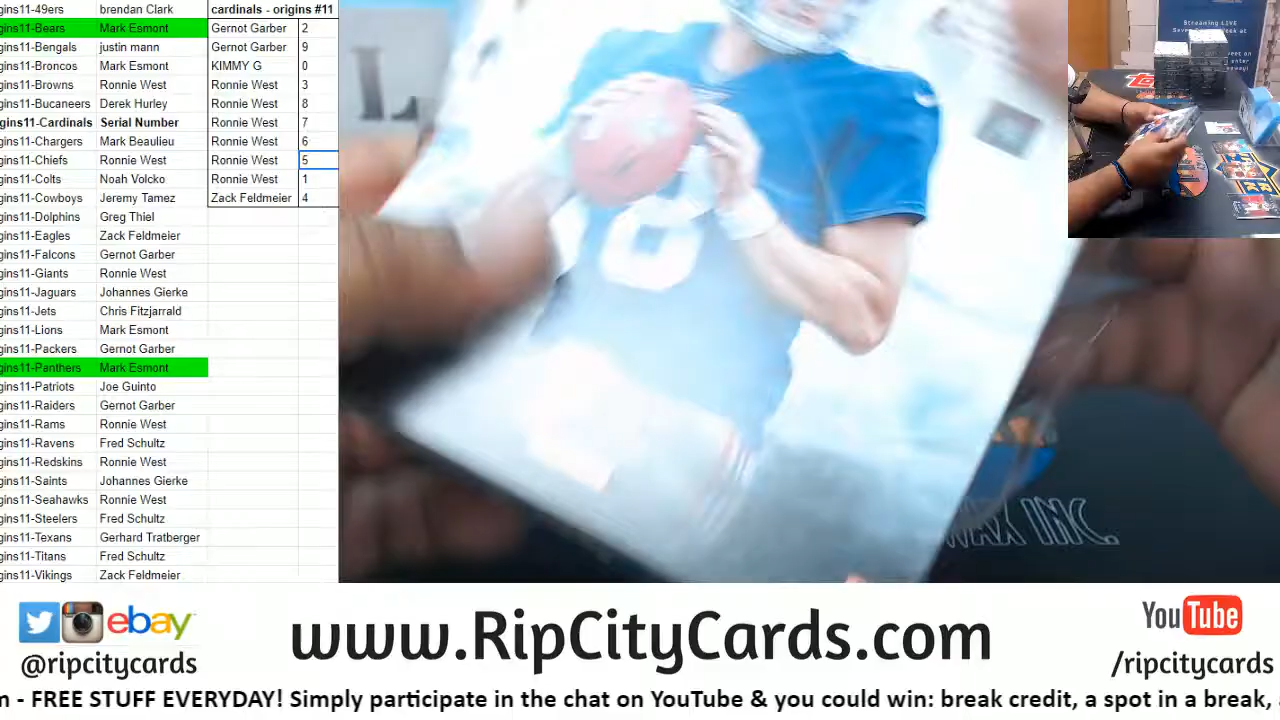 gins11-49ers brendan Clark cardinals - origins #11
gins11-Bears Mark Esmont Gernot Garber 2
gins11-Bengals justin mann Gernot Garber 9
gins11-Broncos Mark Esmont KIMMY G 0
gins11-Browns Ronnie West Ronnie West 3
gins11-Bucaneers Derek Hurley Ronnie West 8
gins11-Cardinals Serial Number Ronnie West 7
gins11-Chargers Mark Beaulieu Ronnie West 6
gins11-Chiefs Ronnie West Ronnie West 5
gins11-Colts Noah Volcko Ronnie West 1
gins11-Cowboys Jeremy Tamez Zack Feldmeier 4
gins11-Dolphins Greg Thiel
gins11-Eagles Zack Feldmeier
gins11-Falcons Gernot Garber
gins11-Giants Ronnie West
gins11-Jaguars Johannes Gierke
gins11-Jets Chris Fitzjarrald
gins11-Lions Mark Esmont
gins11-Packers Gernot Garber
gins11-Panthers Mark Esmont
gins11-Patriots Joe Guinto
gins11-Raiders Gernot Garber
gins11-Rams Ronnie West
gins11-Ravens Fred Schultz
gins11-Redskins Ronnie West
gins11-Saints Johannes Gierke
gins11-Seahawks Ronnie West
gins11-Steelers Fred Schultz
gins11-Texans Gerhard Tratberger
gins11-Titans Fred Schultz
gins11-Vikings Zack Feldmeier
L
6
Streaming LIVE
WAX INC.
ebay
@ripcitycards
www.RipCityCards.com
YouTube
/ripcitycards
m - FREE STUFF EVERYDAY! Simply participate in the chat on YouTube & you could win: break credit, a spot in a break,